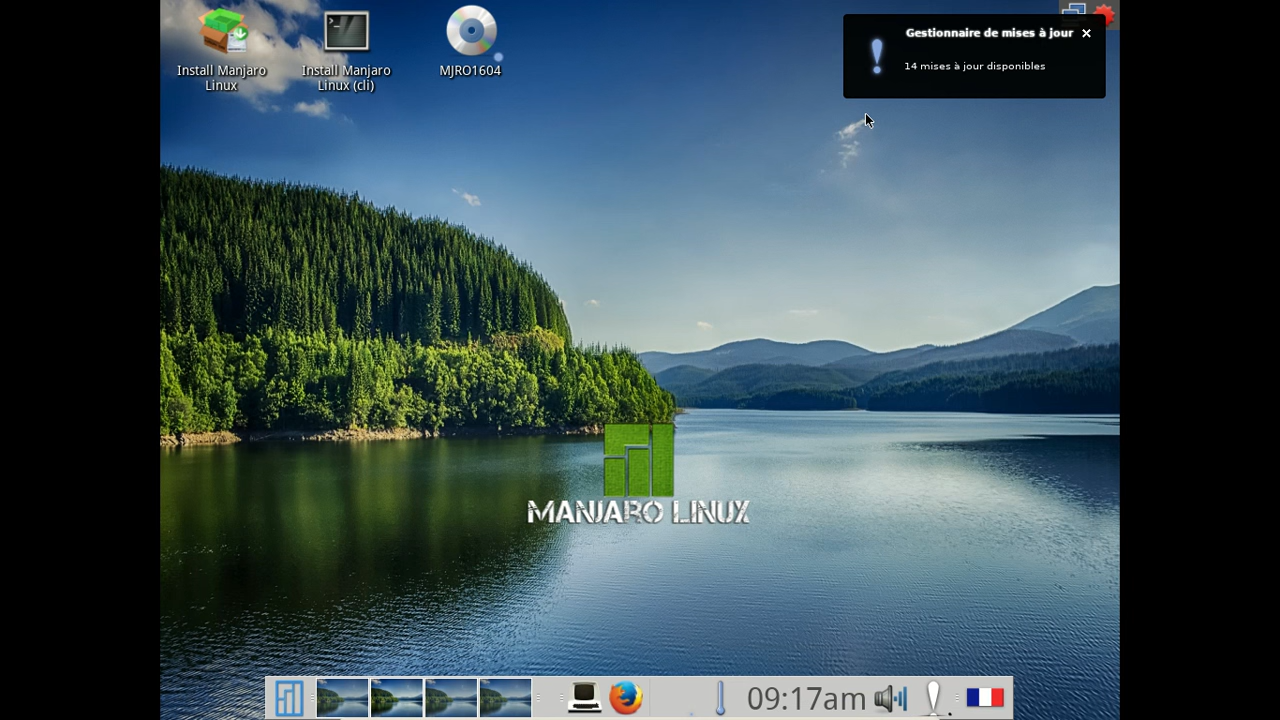 Install Manjaro
Linux
Install Manjaro
Linux (cli)
MJRO1604
Gestionnaire de mises à jour
14 mises à jour disponibles
MANJARO LINUX
09:17am